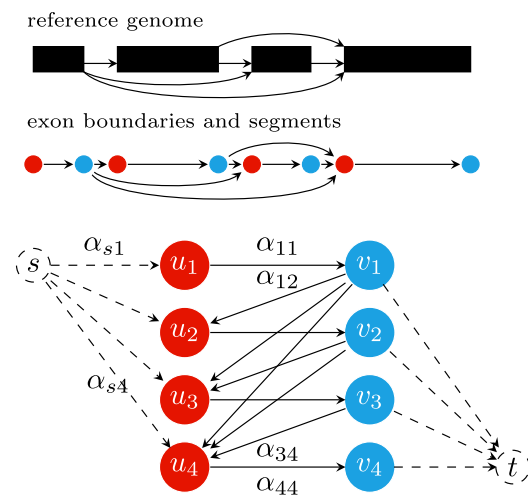 reference genome
exon boundaries and segments
s α_{s1} u_1 α_{11} v_1
α_{12}
u_2 v_2
u_3 v_3
α_{s4}
u_4 α_{34} v_4 t
α_{44}